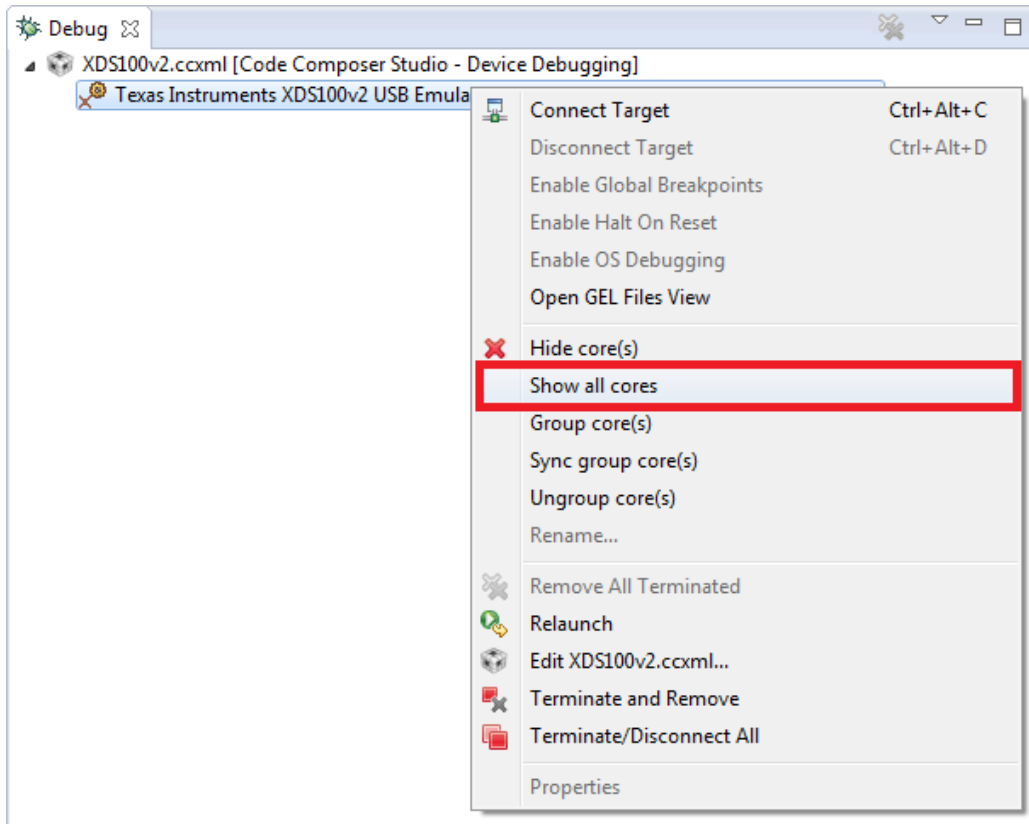 Debug
XDS100v2.ccxml [Code Composer Studio - Device Debugging]
Texas Instruments XDS100v2 USB Emula
Connect Target Ctrl+Alt+C
Disconnect Target Ctrl+Alt+D
Enable Global Breakpoints
Enable Halt On Reset
Enable OS Debugging
Open GEL Files View
Hide core(s)
Show all cores
Group core(s)
Sync group core(s)
Ungroup core(s)
Rename...
Remove All Terminated
Relaunch
Edit XDS100v2.ccxml...
Terminate and Remove
Terminate/Disconnect All
Properties